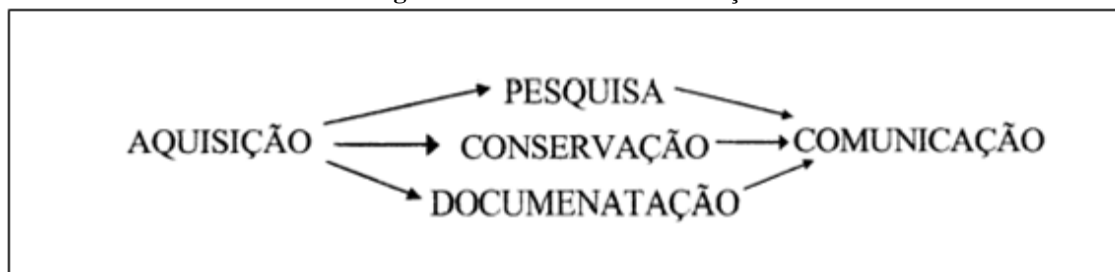 PESQUISA
AQUISIÇÃO CONSERVAÇÃO COMUNICAÇÃO
DOCUMENATAÇÃO